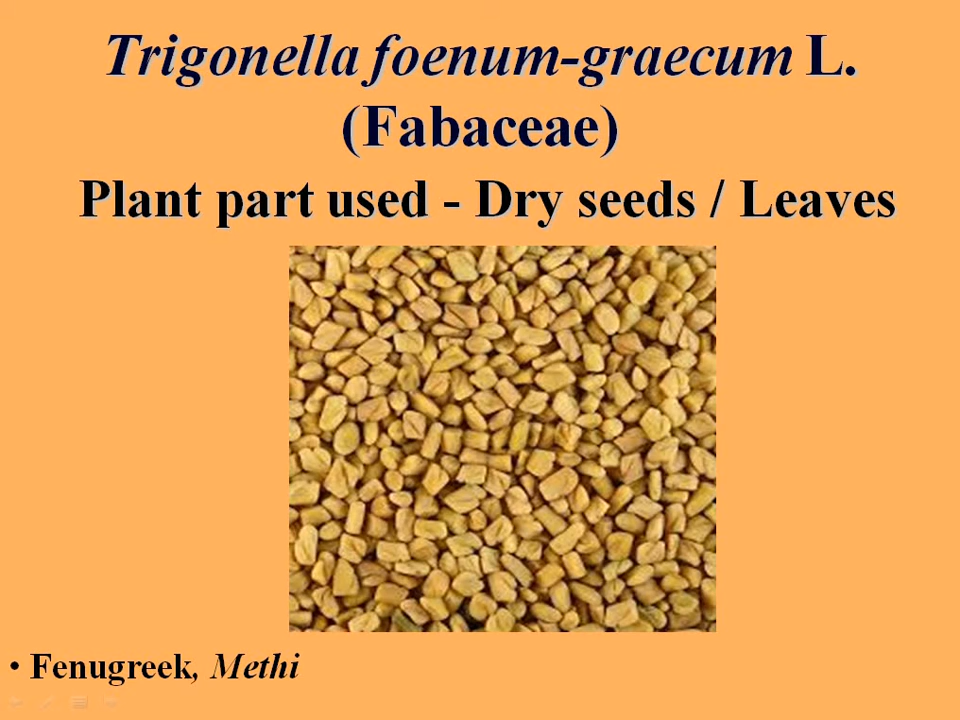 Trigonella foenum-graecum L.
(Fabaceae)
Plant part used - Dry seeds / Leaves
• Fenugreek, Methi